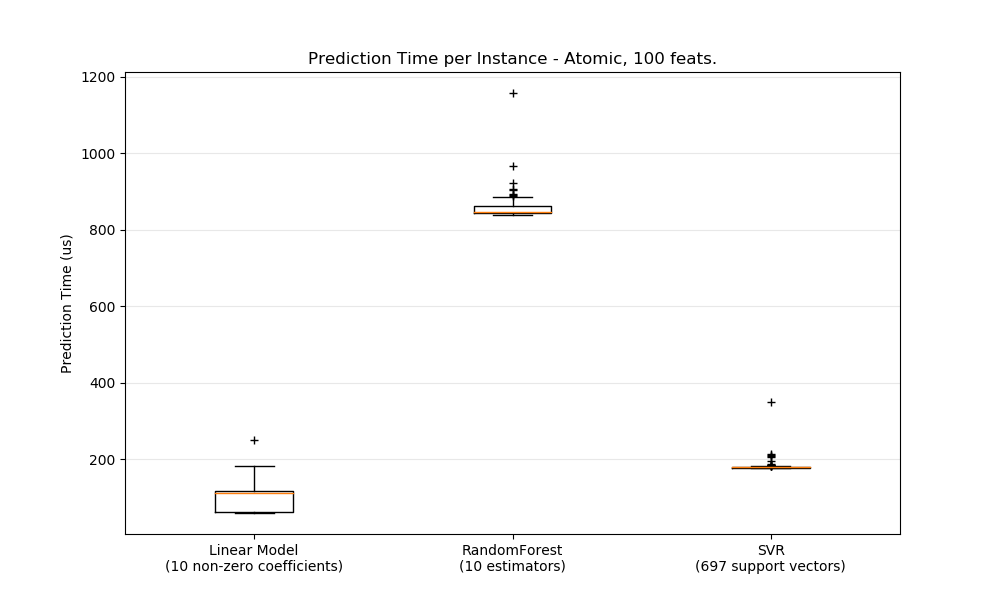 Prediction Time per Instance - Atomic, 100 feats.
Prediction Time (us)
1200
1000
800
600
400
200
Linear Model
(10 non-zero coefficients)
RandomForest
(10 estimators)
SVR
(697 support vectors)